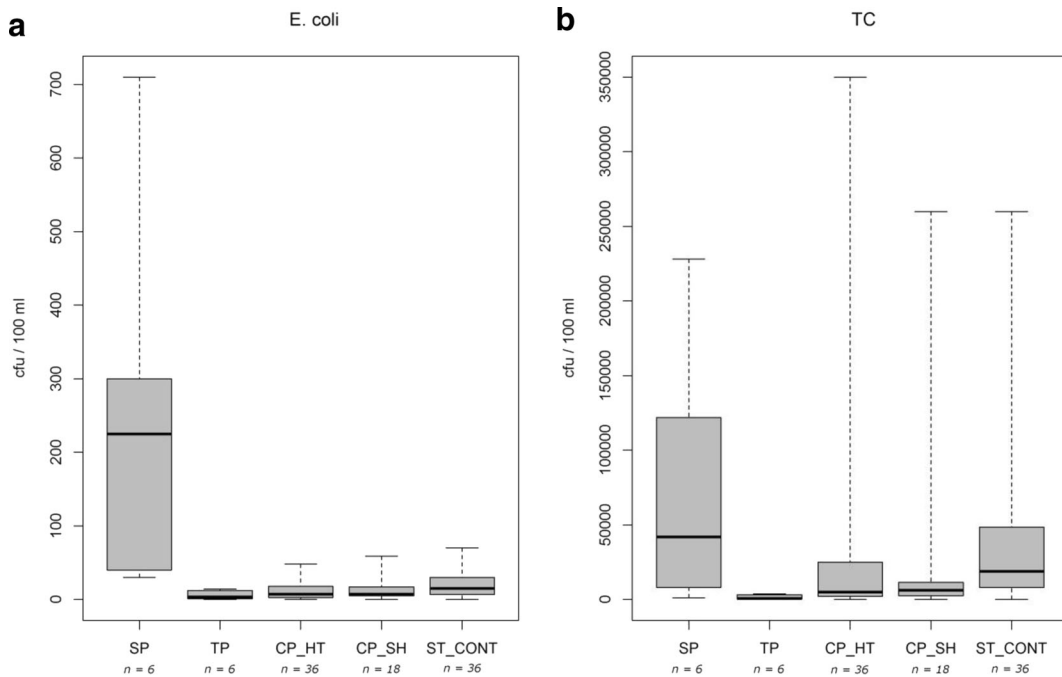 a
E. coli
cfu / 100 ml
700
600
500
400
300
200
100
0
SP
TP
CP_HT
CP_SH
ST_CONT
n = 6
n = 6
n = 36
n = 18
n = 36
b
TC
cfu / 100 ml
350000
300000
250000
200000
150000
100000
50000
0
SP
TP
CP_HT
CP_SH
ST_CONT
n = 6
n = 6
n = 36
n = 18
n = 36